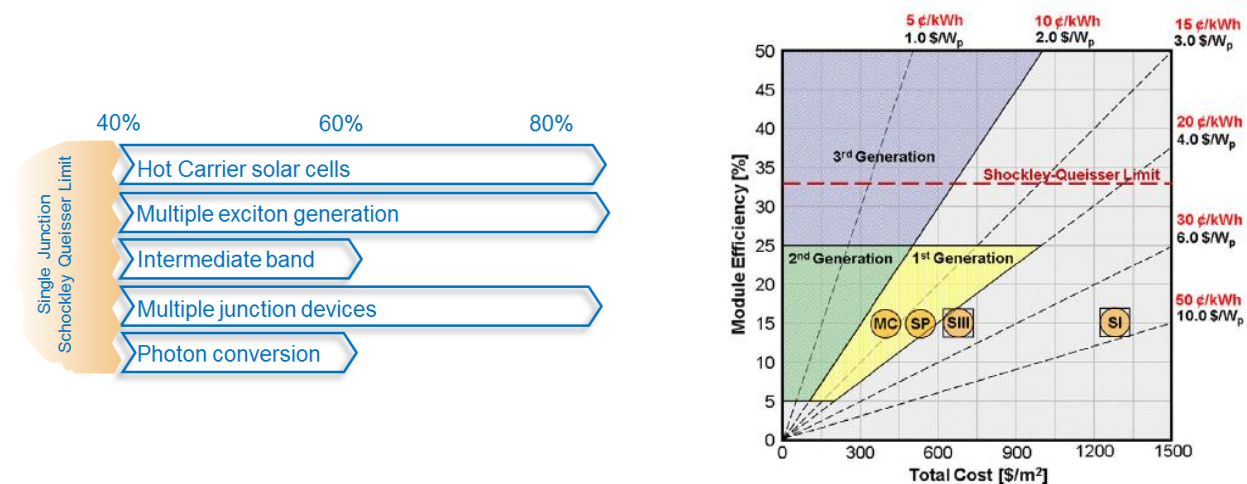 40%
60%
80%
Single Junction
Schockley Queisser Limit
Hot Carrier solar cells
Multiple exciton generation
Intermediate band
Multiple junction devices
Photon conversion
5 ¢/kWh
1.0 $/Wp
10 ¢/kWh
2.0 $/Wp
15 ¢/kWh
3.0 $/Wp
20 ¢/kWh
4.0 $/Wp
30 ¢/kWh
6.0 $/Wp
50 ¢/kWh
10.0 $/Wp
Module Efficiency [%]
50
45
40
35
30
25
20
15
10
5
0
3rd Generation
Shockley-Queisser Limit
2nd Generation
1st Generation
MC
SP
SIII
SI
0
300
600
900
1200
1500
Total Cost [$/m²]